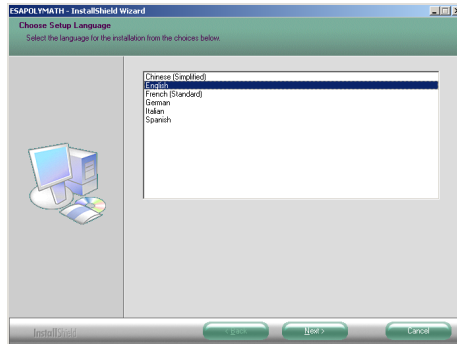 ESAPOLYMATH - InstallShield Wizard
Choose Setup Language
Select the language for the installation from the choices below.
Chinese (Simplified)
English
French (Standard)
German
Italian
Spanish
InstallShield
< Back
Next >
Cancel